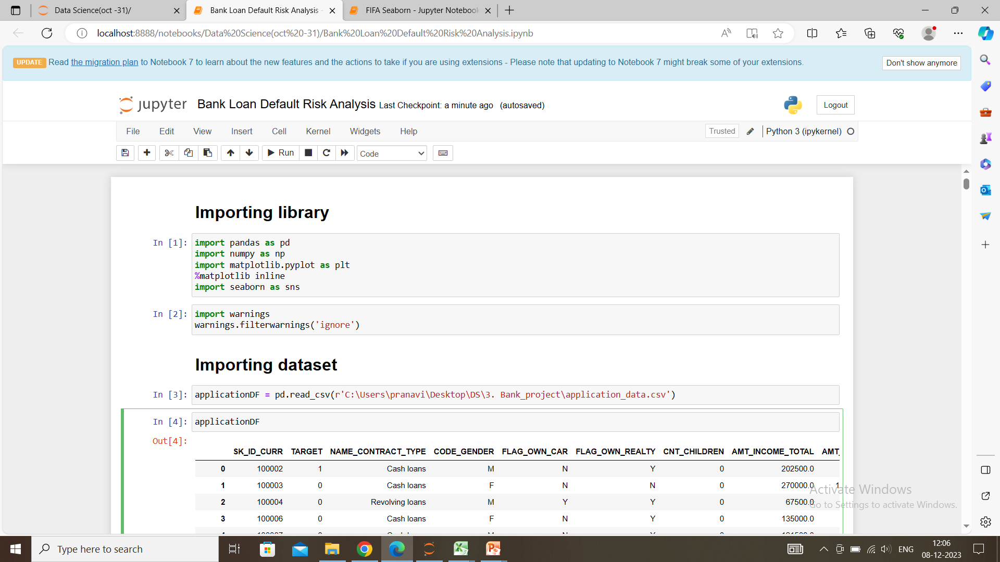 Data Science(oct -31)/
Bank Loan Default Risk Analysis -
FIFA Seaborn - Jupyter Notebook
localhost:8888/notebooks/Data%20Science(oct%20-31)/Bank%20Loan%20Default%20Risk%20Analysis.ipynb
UPDATE Read the migration plan to Notebook 7 to learn about the new features and the actions to take if you are using extensions - Please note that updating to Notebook 7 might break some of your extensions.
Don't show anymore
jupyter Bank Loan Default Risk Analysis Last Checkpoint: a minute ago (autosaved)
Logout
File Edit View Insert Cell Kernel Widgets Help
Trusted Python 3 (ipykernel)
Run Code
Importing library
In [1]: import pandas as pd
import numpy as np
import matplotlib.pyplot as plt
%matplotlib inline
import seaborn as sns
In [2]: import warnings
warnings.filterwarnings('ignore')
Importing dataset
In [3]: applicationDF = pd.read_csv(r'C:\Users\pranavi\Desktop\DS\3. Bank_project\application_data.csv')
In [4]: applicationDF
Out[4]:
SK_ID_CURR TARGET NAME_CONTRACT_TYPE CODE_GENDER FLAG_OWN_CAR FLAG_OWN_REALTY CNT_CHILDREN AMT_INCOME_TOTAL AMT_
0 100002 1 Cash loans M N Y 0 202500.0
1 100003 0 Cash loans F N N 0 270000.0 1
2 100004 0 Revolving loans M Y Y 0 67500.0
3 100006 0 Cash loans F N Y 0 135000.0
Activate Windows
Go to Settings to activate Windows.
Type here to search
ENG
12:06
08-12-2023